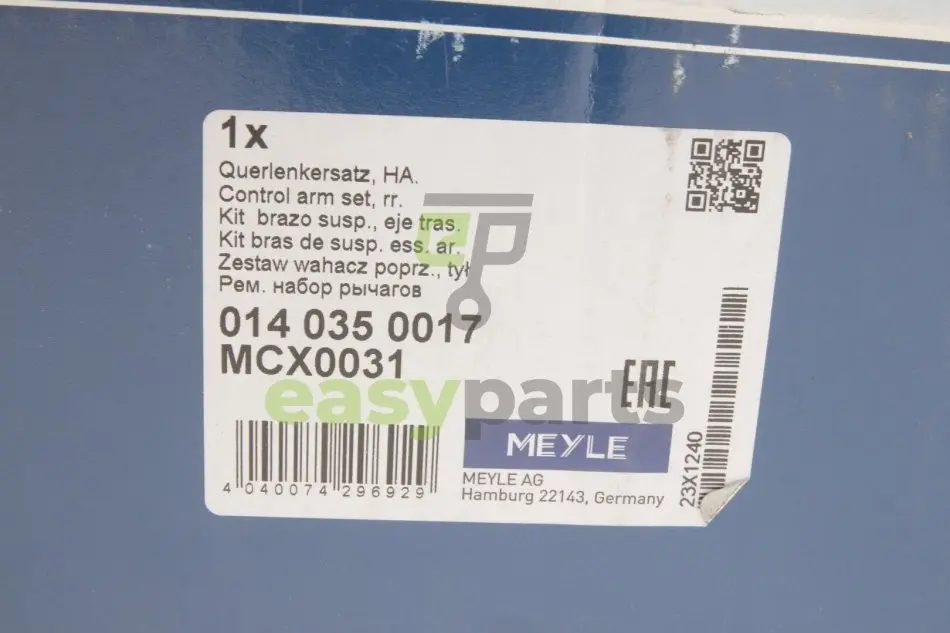 1x
Querlenkersatz, HA.
Control arm set, rr.
Kit brazo susp., eje tras.
Kit bras de susp. ess. ar.
Zestaw wahacz poprz., tył
Рем. набор рычагов
014 035 0017
MCX0031
EAC
ep
easyparts
MEYLE
4 040074 296929
MEYLE AG
Hamburg 22143, Germany
23X1240